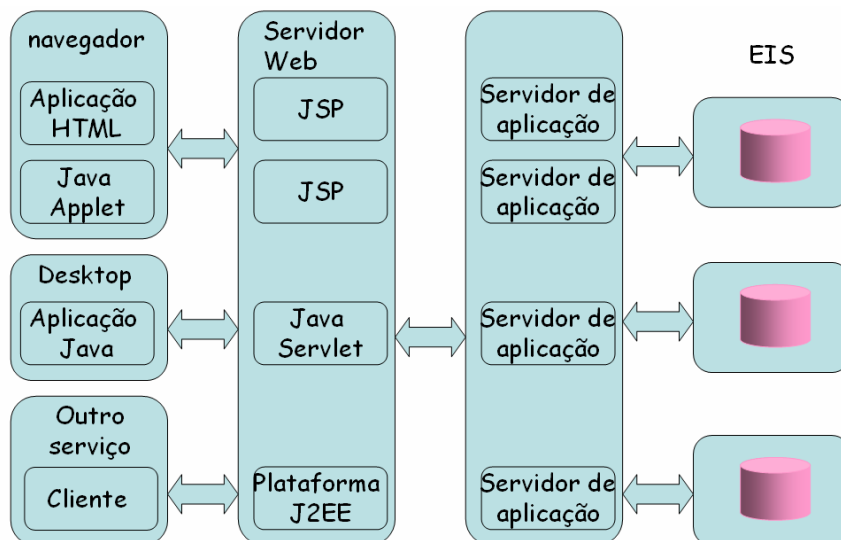 navegador
Aplicação
HTML
Java
Applet
Desktop
Aplicação
Java
Outro
serviço
Cliente
Servidor
Web
JSP
JSP
Java
Servlet
Plataforma
J2EE
Servidor de
aplicação
Servidor de
aplicação
Servidor de
aplicação
Servidor de
aplicação
EIS